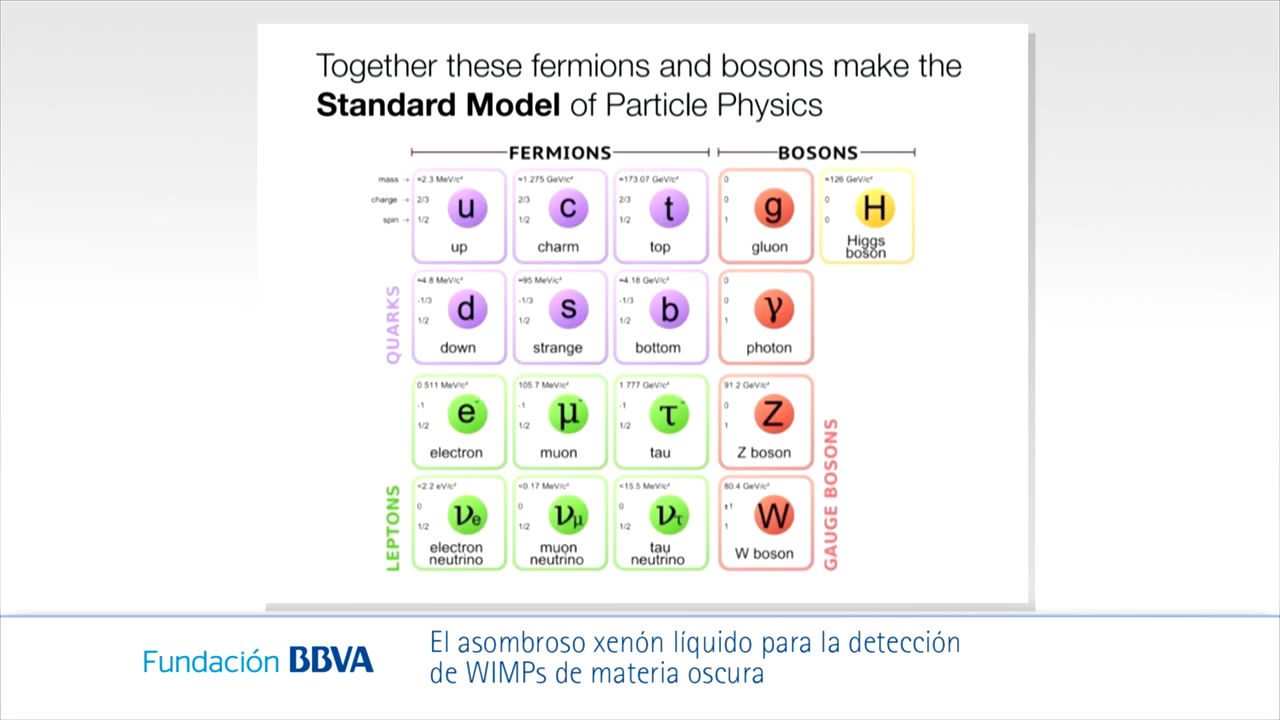 Together these fermions and bosons make the
Standard Model of Particle Physics
FERMIONS
BOSONS
mass →
charge →
spin →
≈2.3 MeV/c²
2/3
1/2
u
up
≈1.275 GeV/c²
2/3
1/2
c
charm
≈173.07 GeV/c²
2/3
1/2
t
top
0
0
1
g
gluon
≈126 GeV/c²
0
0
H
Higgs
boson
QUARKS
≈4.8 MeV/c²
-1/3
1/2
d
down
≈95 MeV/c²
-1/3
1/2
s
strange
≈4.18 GeV/c²
-1/3
1/2
b
bottom
0
0
1
γ
photon
0.511 MeV/c²
-1
1/2
e⁻
electron
105.7 MeV/c²
-1
1/2
μ⁻
muon
1.777 GeV/c²
-1
1/2
τ⁻
tau
91.2 GeV/c²
0
1
Z
Z boson
LEPTONS
<2.2 eV/c²
0
1/2
νe
electron
neutrino
<0.17 MeV/c²
0
1/2
νμ
muon
neutrino
<15.5 MeV/c²
0
1/2
ντ
tau
neutrino
80.4 GeV/c²
±1
1
W
W boson
GAUGE BOSONS
Fundación BBVA
El asombroso xenón líquido para la detección
de WIMPs de materia oscura